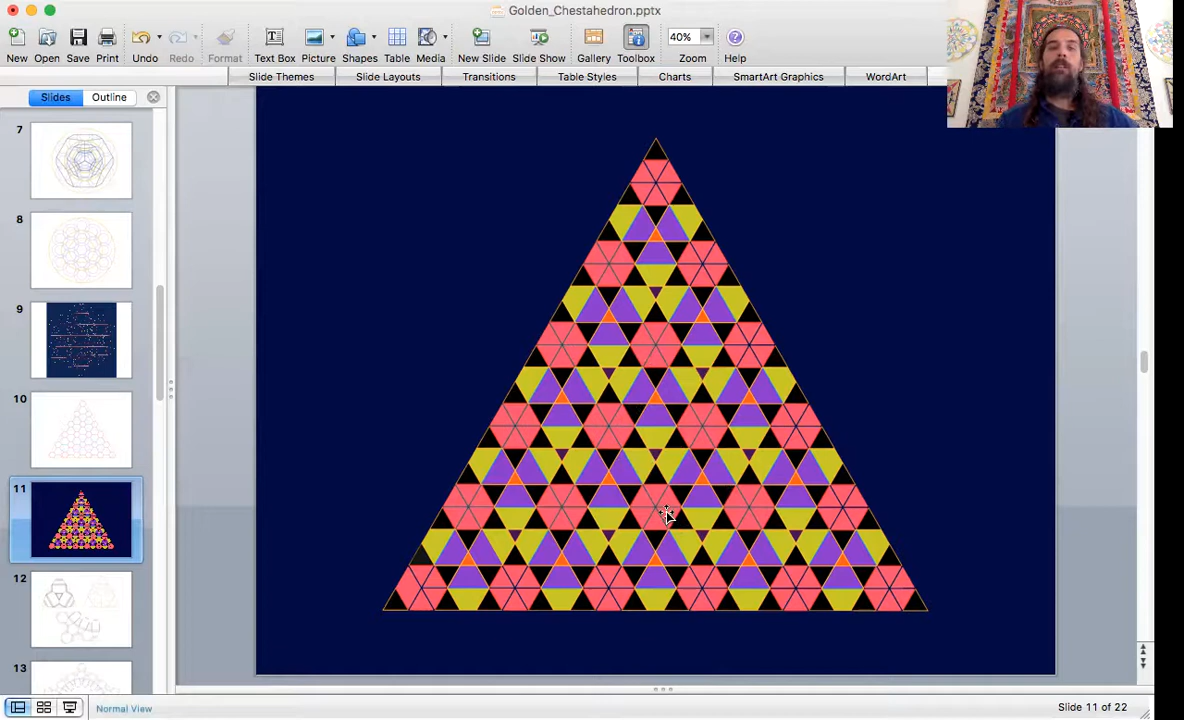 Golden_Chestahedron.pptx
New Open Save Print Undo Redo Format Text Box Picture Shapes Table Media New Slide Slide Show Gallery Toolbox 40% Zoom Help
Slide Themes Slide Layouts Transitions Table Styles Charts SmartArt Graphics WordArt
Slides Outline
7
8
9
10
11
12
13
Normal View
Slide 11 of 22